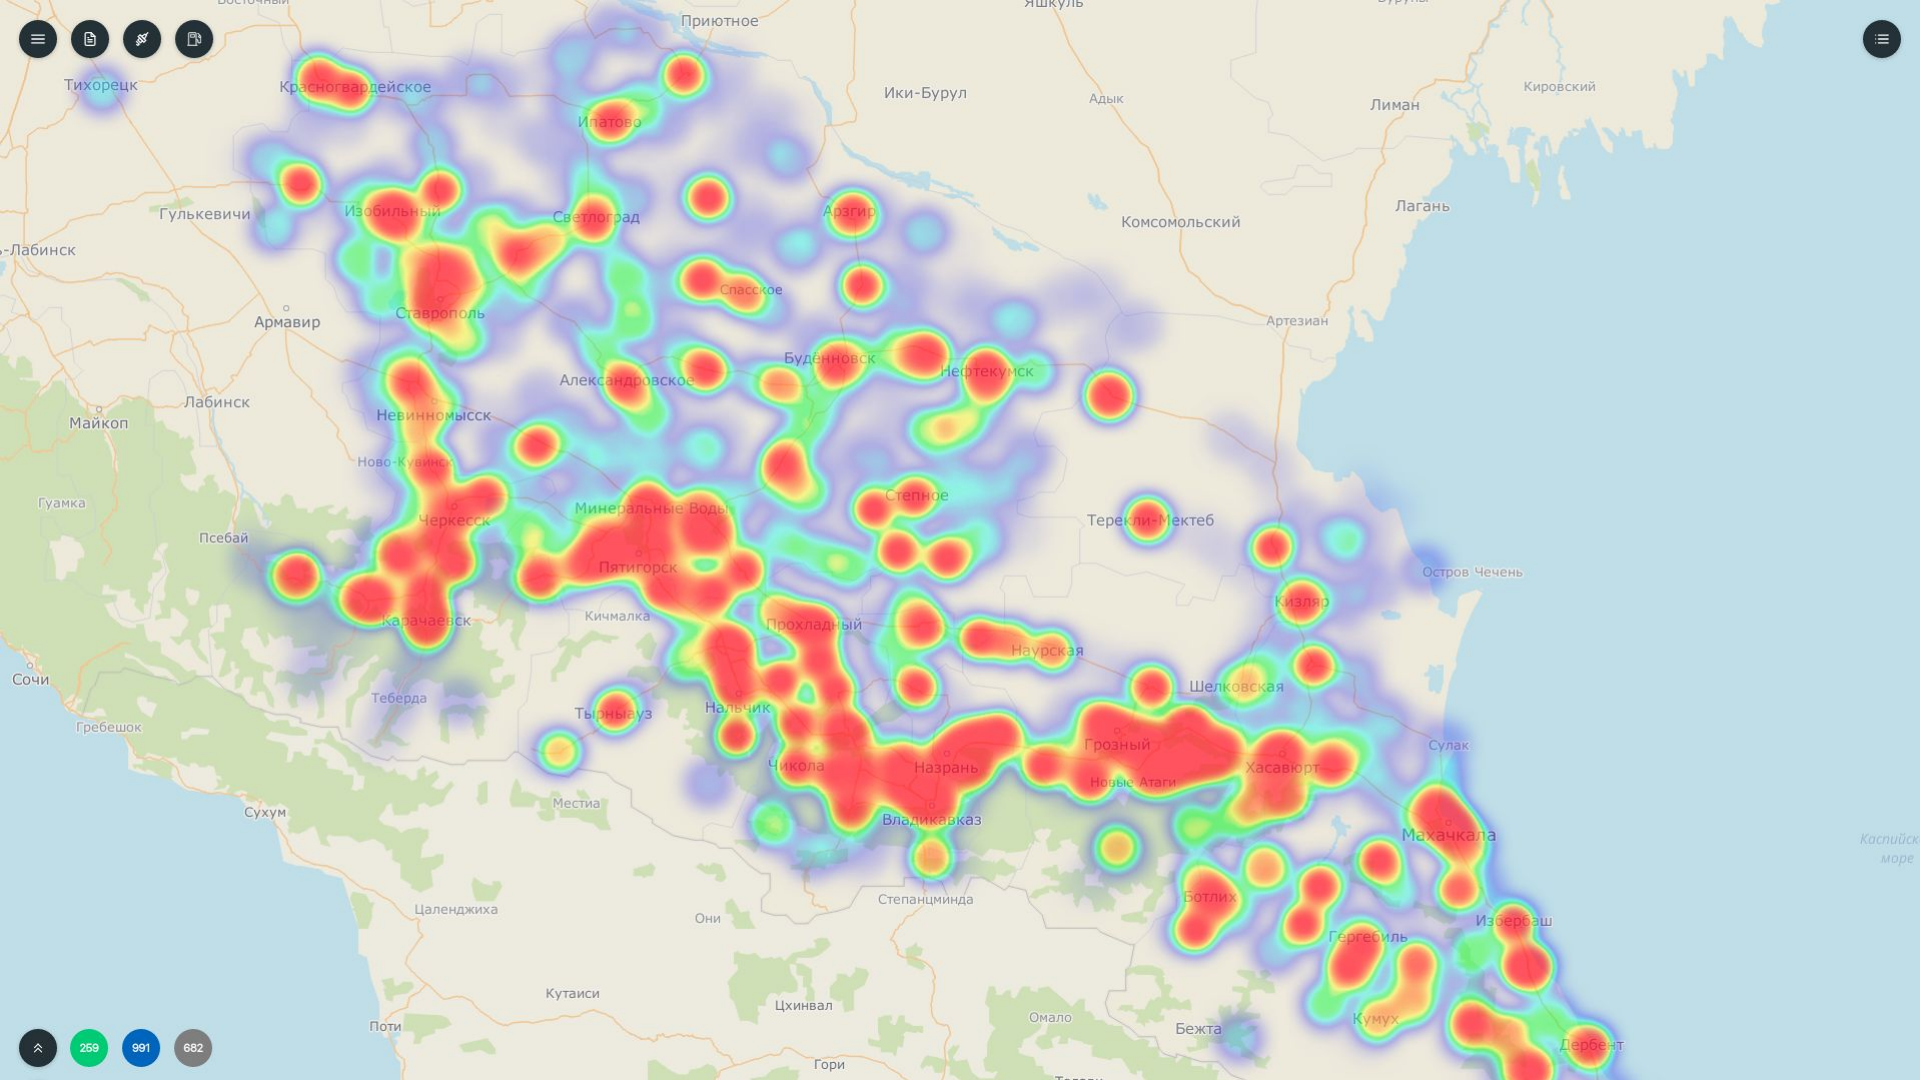 Восточный
Яшкуль
Приютное
Тихорецк
Красногвардейское
Ики-Бурул
Адык
Лиман
Кировский
Ипатово
Гулькевичи
Изобильный
Светлоград
Арзгир
Комсомольский
Лагань
ь-Лабинск
Спасское
Ставрополь
Армавир
Артезиан
Будённовск
Нефтекумск
Александровское
Лабинск
Невинномысск
Майкоп
Ново-Кувинск
Гуамка
Минеральные Воды
Степное
Черкесск
Терекли-Мектеб
Псебай
Пятигорск
Остров Чечень
Кизляр
Кичмалка
Карачаевск
Прохладный
Наурская
Сочи
Теберда
Тырныауз
Нальчик
Шелковская
Гребешок
Грозный
Сулак
Чикола
Назрань
Хасавюрт
Новые Атаги
Местиа
Сухум
Владикавказ
Махачкала
Каспийск
море
Ботлих
Степанцминда
Цаленджиха
Они
Избербаш
Гергебиль
Кутаиси
Цхинвал
Омало
Кумух
Поти
Бежта
Дербент
259
991
682
Гори